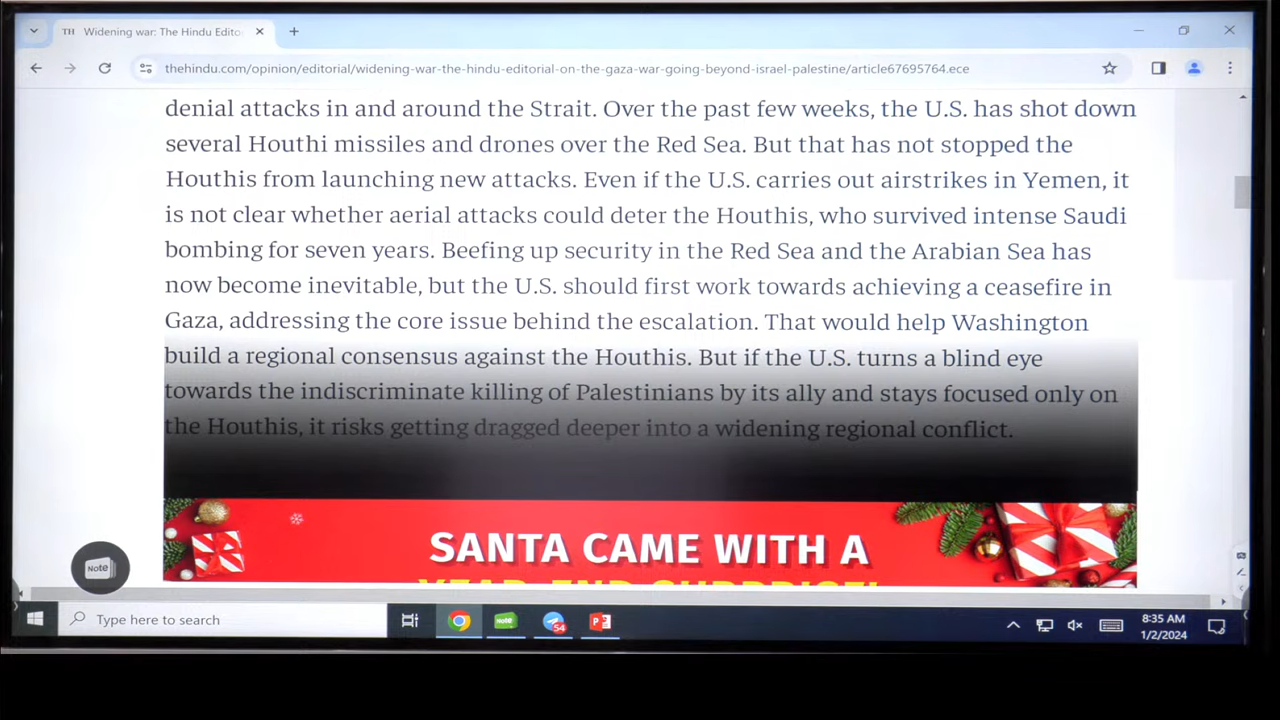 TH Widening war: The Hindu Edito
thehindu.com/opinion/editorial/widening-war-the-hindu-editorial-on-the-gaza-war-going-beyond-israel-palestine/article67695764.ece
denial attacks in and around the Strait. Over the past few weeks, the U.S. has shot down
several Houthi missiles and drones over the Red Sea. But that has not stopped the
Houthis from launching new attacks. Even if the U.S. carries out airstrikes in Yemen, it
is not clear whether aerial attacks could deter the Houthis, who survived intense Saudi
bombing for seven years. Beefing up security in the Red Sea and the Arabian Sea has
now become inevitable, but the U.S. should first work towards achieving a ceasefire in
Gaza, addressing the core issue behind the escalation. That would help Washington
build a regional consensus against the Houthis. But if the U.S. turns a blind eye
towards the indiscriminate killing of Palestinians by its ally and stays focused only on
the Houthis, it risks getting dragged deeper into a widening regional conflict.
SANTA CAME WITH A
YEAR-END SURPRISE!
Note
Type here to search
Note
54
P
8:35 AM
1/2/2024